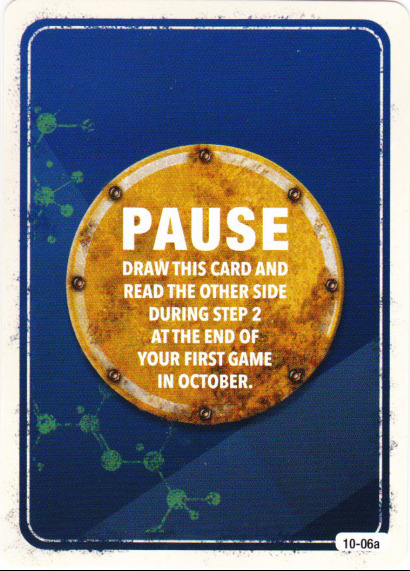 PAUSE
DRAW THIS CARD AND
READ THE OTHER SIDE
DURING STEP 2
AT THE END OF
YOUR FIRST GAME
IN OCTOBER.
10-06a